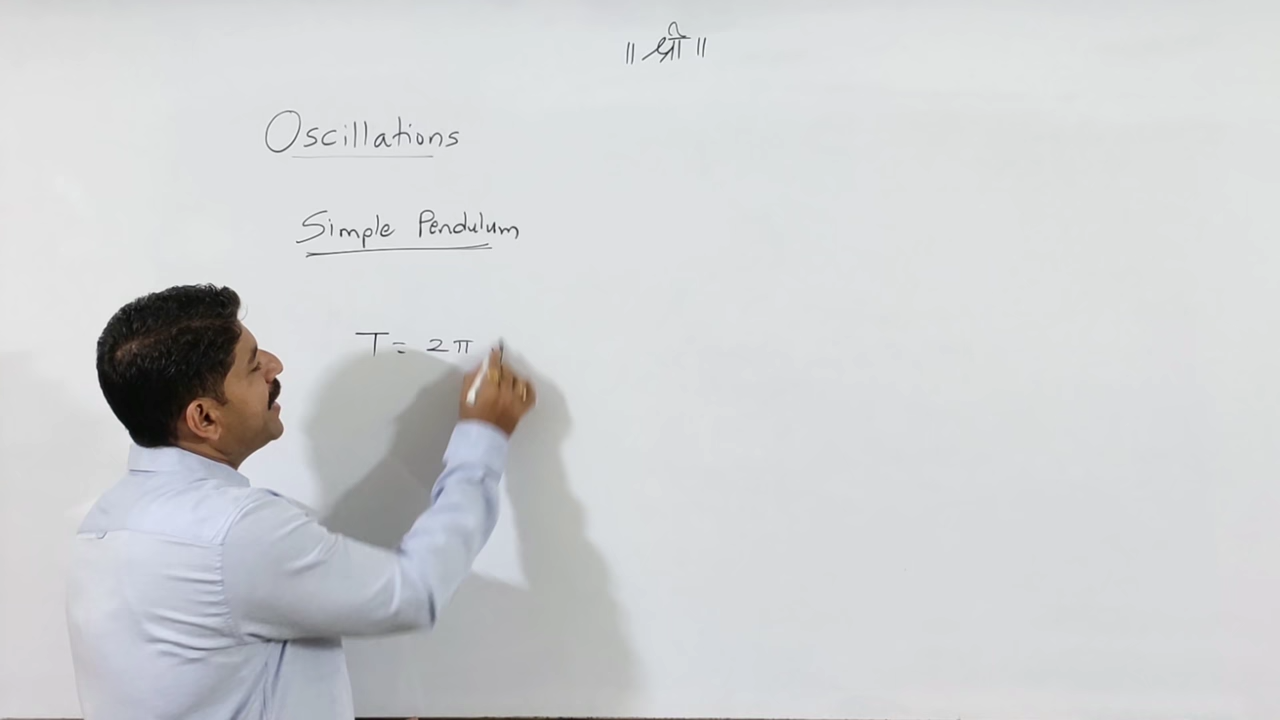 ॥ श्री ॥
Oscillations
Simple Pendulum
T = 2π